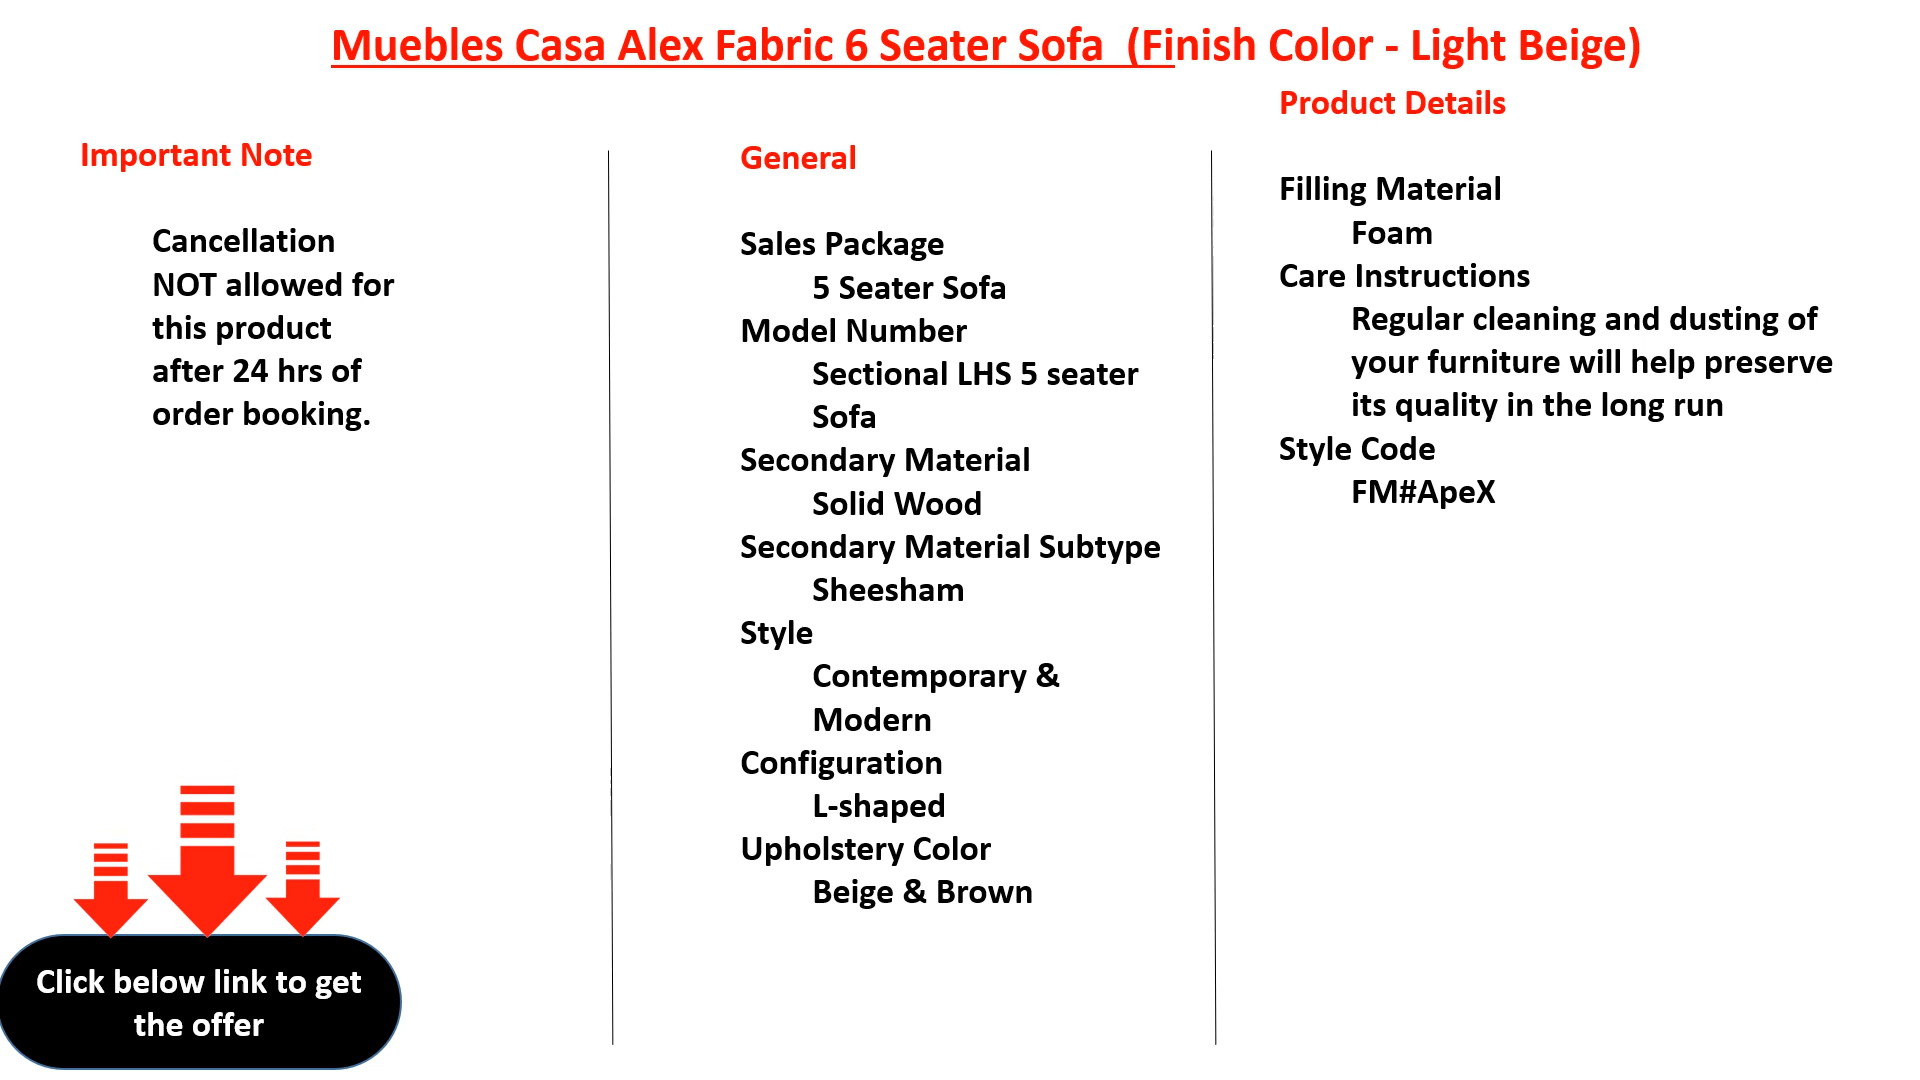 Muebles Casa Alex Fabric 6 Seater Sofa  (Finish Color - Light Beige)
Important Note
Cancellation
NOT allowed for
this product
after 24 hrs of
order booking.
Click below link to get
the offer
General
Sales Package
5 Seater Sofa
Model Number
Sectional LHS 5 seater
Sofa
Secondary Material
Solid Wood
Secondary Material Subtype
Sheesham
Style
Contemporary &
Modern
Configuration
L-shaped
Upholstery Color
Beige & Brown
Product Details
Filling Material
Foam
Care Instructions
Regular cleaning and dusting of
your furniture will help preserve
its quality in the long run
Style Code
FM#ApeX